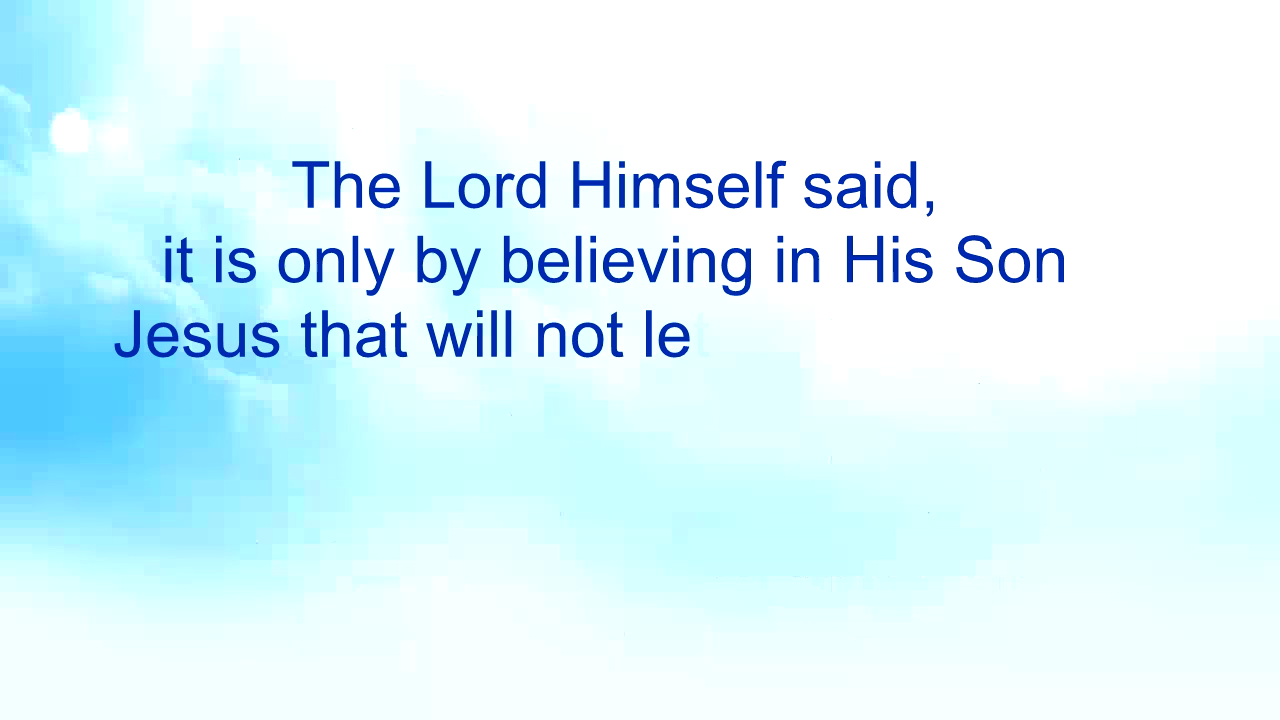 The Lord Himself said,
it is only by believing in His Son
Jesus that will not le